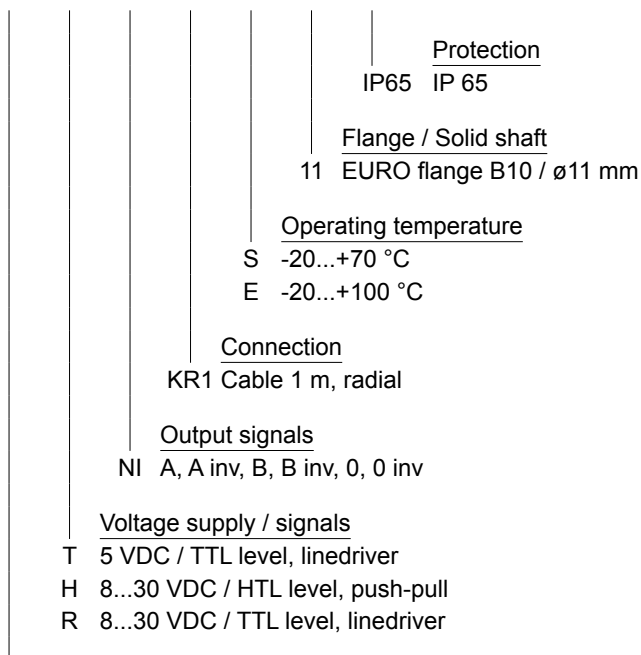 Protection
IP65 IP 65
Flange / Solid shaft
11 EURO flange B10 / ø11 mm
Operating temperature
S -20...+70 °C
E -20...+100 °C
Connection
KR1 Cable 1 m, radial
Output signals
NI A, A inv, B, B inv, 0, 0 inv
Voltage supply / signals
T 5 VDC / TTL level, linedriver
H 8...30 VDC / HTL level, push-pull
R 8...30 VDC / TTL level, linedriver